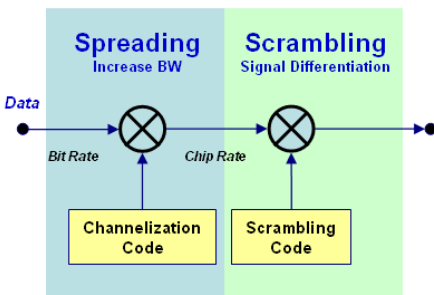 Spreading
Increase BW
Scrambling
Signal Differentiation
Data
Bit Rate
Chip Rate
Channelization
Code
Scrambling
Code